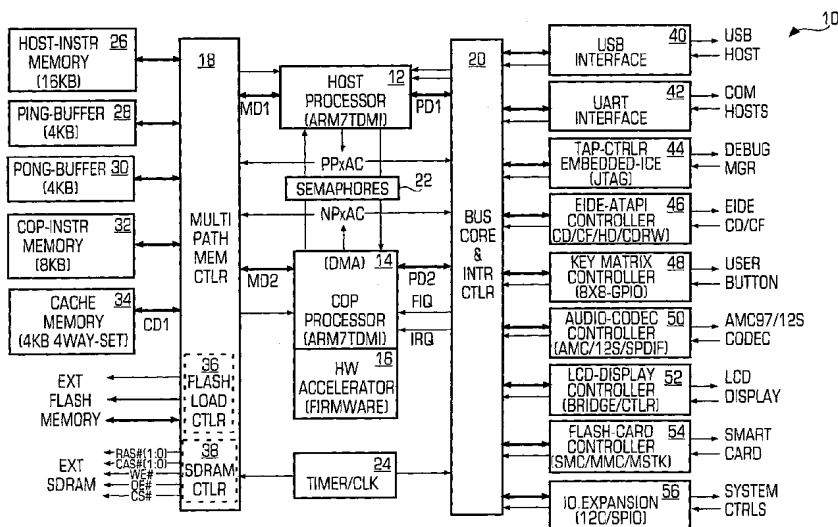 10
HOST-INSTR 26
MEMORY
(16KB)
PING-BUFFER 28
(4KB)
PONG-BUFFER 30
(4KB)
COP-INSTR 32
MEMORY
(8KB)
CACHE 34
MEMORY
(4KB 4WAY-SET)
CD1
EXT
FLASH
MEMORY
RAS#(1:0)
CAS#(1:0)
WE#
OE#
CS#
EXT
SDRAM
18
MULTI
PATH
MEM
CTLR
36
FLASH
LOAD
CTLR
38
SDRAM
CTLR
MD1
12
HOST
PROCESSOR
(ARM7TDMI)
PD1
PPxAC
SEMAPHORES
22
NPxAC
MD2
(DMA) 14
COP
PROCESSOR
(ARM7TDMI)
PD2
FIQ
IRQ
16
HW
ACCELERATOR
(FIRMWARE)
24
TIMER/CLK
20
BUS
CORE
&
INTR
CTLR
40
USB
INTERFACE
USB
HOST
42
UART
INTERFACE
COM
HOSTS
TAP-CTRLR 44
EMBEDDED-ICE
(JTAG)
DEBUG
MGR
EIDE-ATAPI 46
CONTROLLER
CD/CF/HD/CDRW
EIDE
CD/CF
KEY MATRIX 48
CONTROLLER
(8X8-GPIO)
USER
BUTTON
AUDIO-CODEC 50
CONTROLLER
(AMC/12S/SPDIF)
AMC97/12S
CODEC
LCD-DISPLAY 52
CONTROLLER
(BRIDGE/CTLR)
LCD
DISPLAY
FLASH-CARD 54
CONTROLLER
(SMC/MMC/MSTK)
SMART
CARD
56
IO.EXPANSION
(12C/SPIO)
SYSTEM
CTRLS